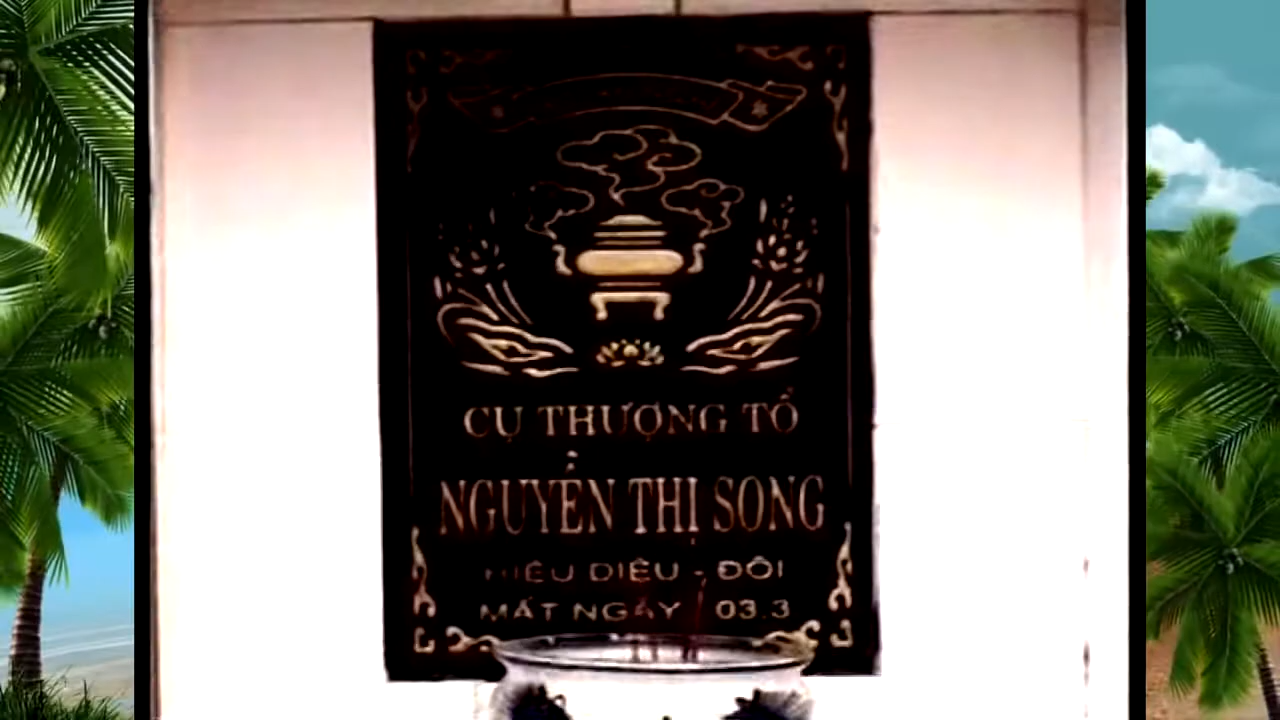 CỤ THƯỢNG TỔ
NGUYỄN THỊ SONG
HIỆU DIỆU - ĐÔI
MẤT NGÀY 03.3